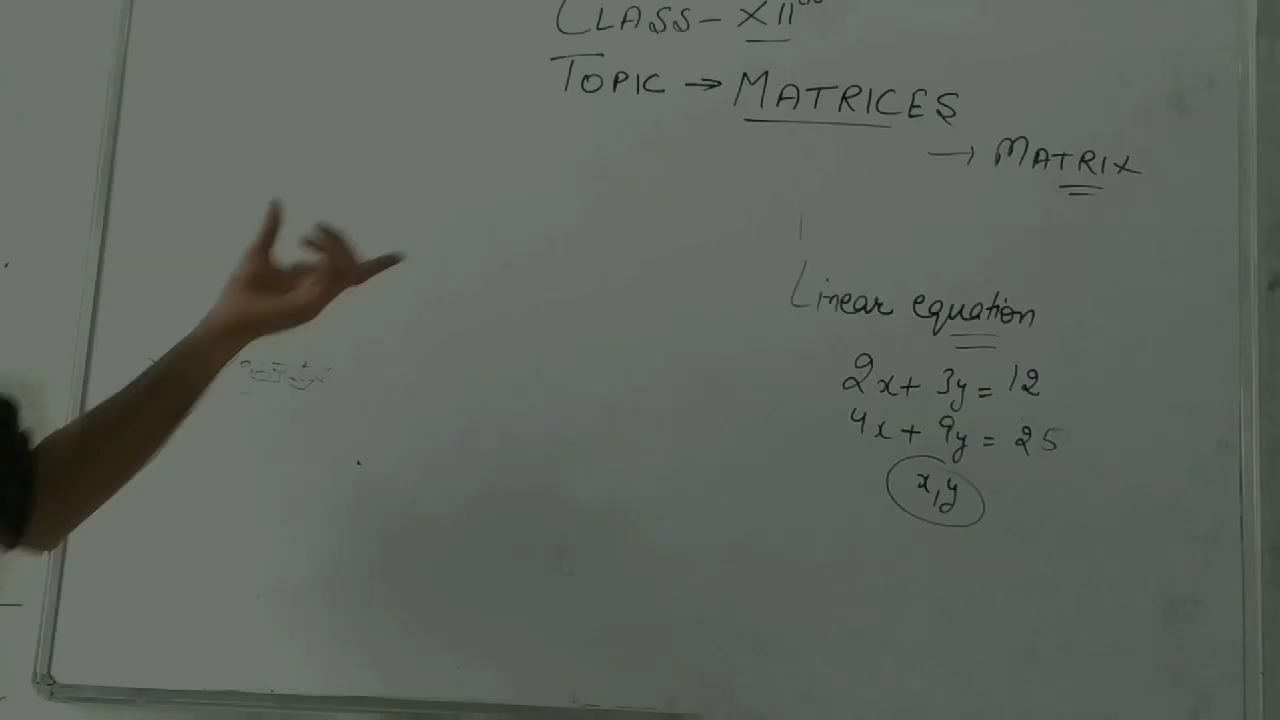 CLASS - XII
TOPIC → MATRICES
→ MATRIX
Linear equation
2x + 3y = 12
4x + 9y = 25
x, y